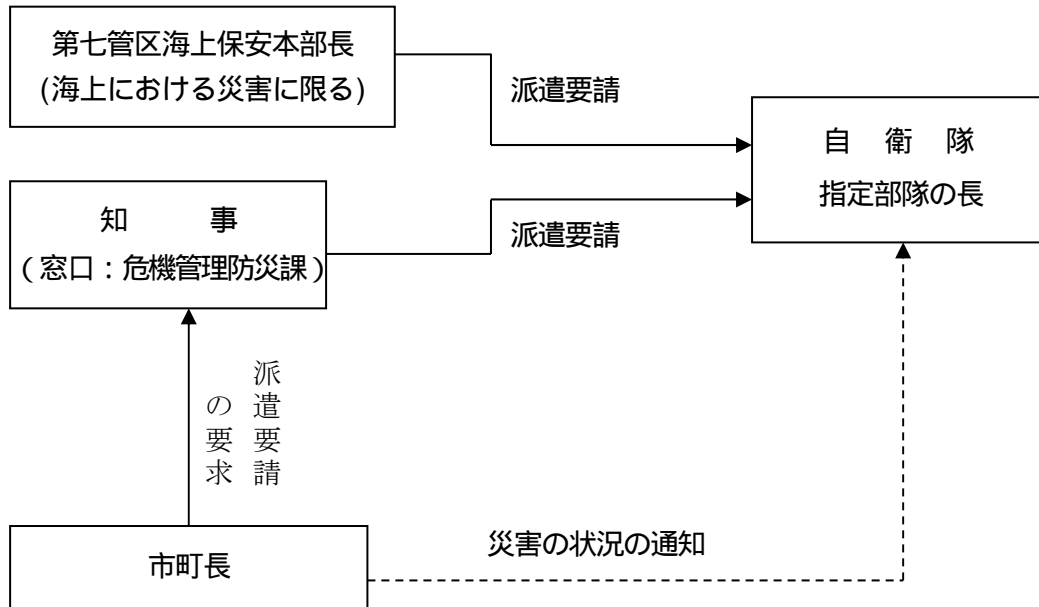 第七管区海上保安本部長
(海上における災害に限る)
派遣要請
自　衛　隊
指定部隊の長
知　　　事
（窓口：危機管理防災課）
派遣要請
派遣要請
の要求
市町長
災害の状況の通知